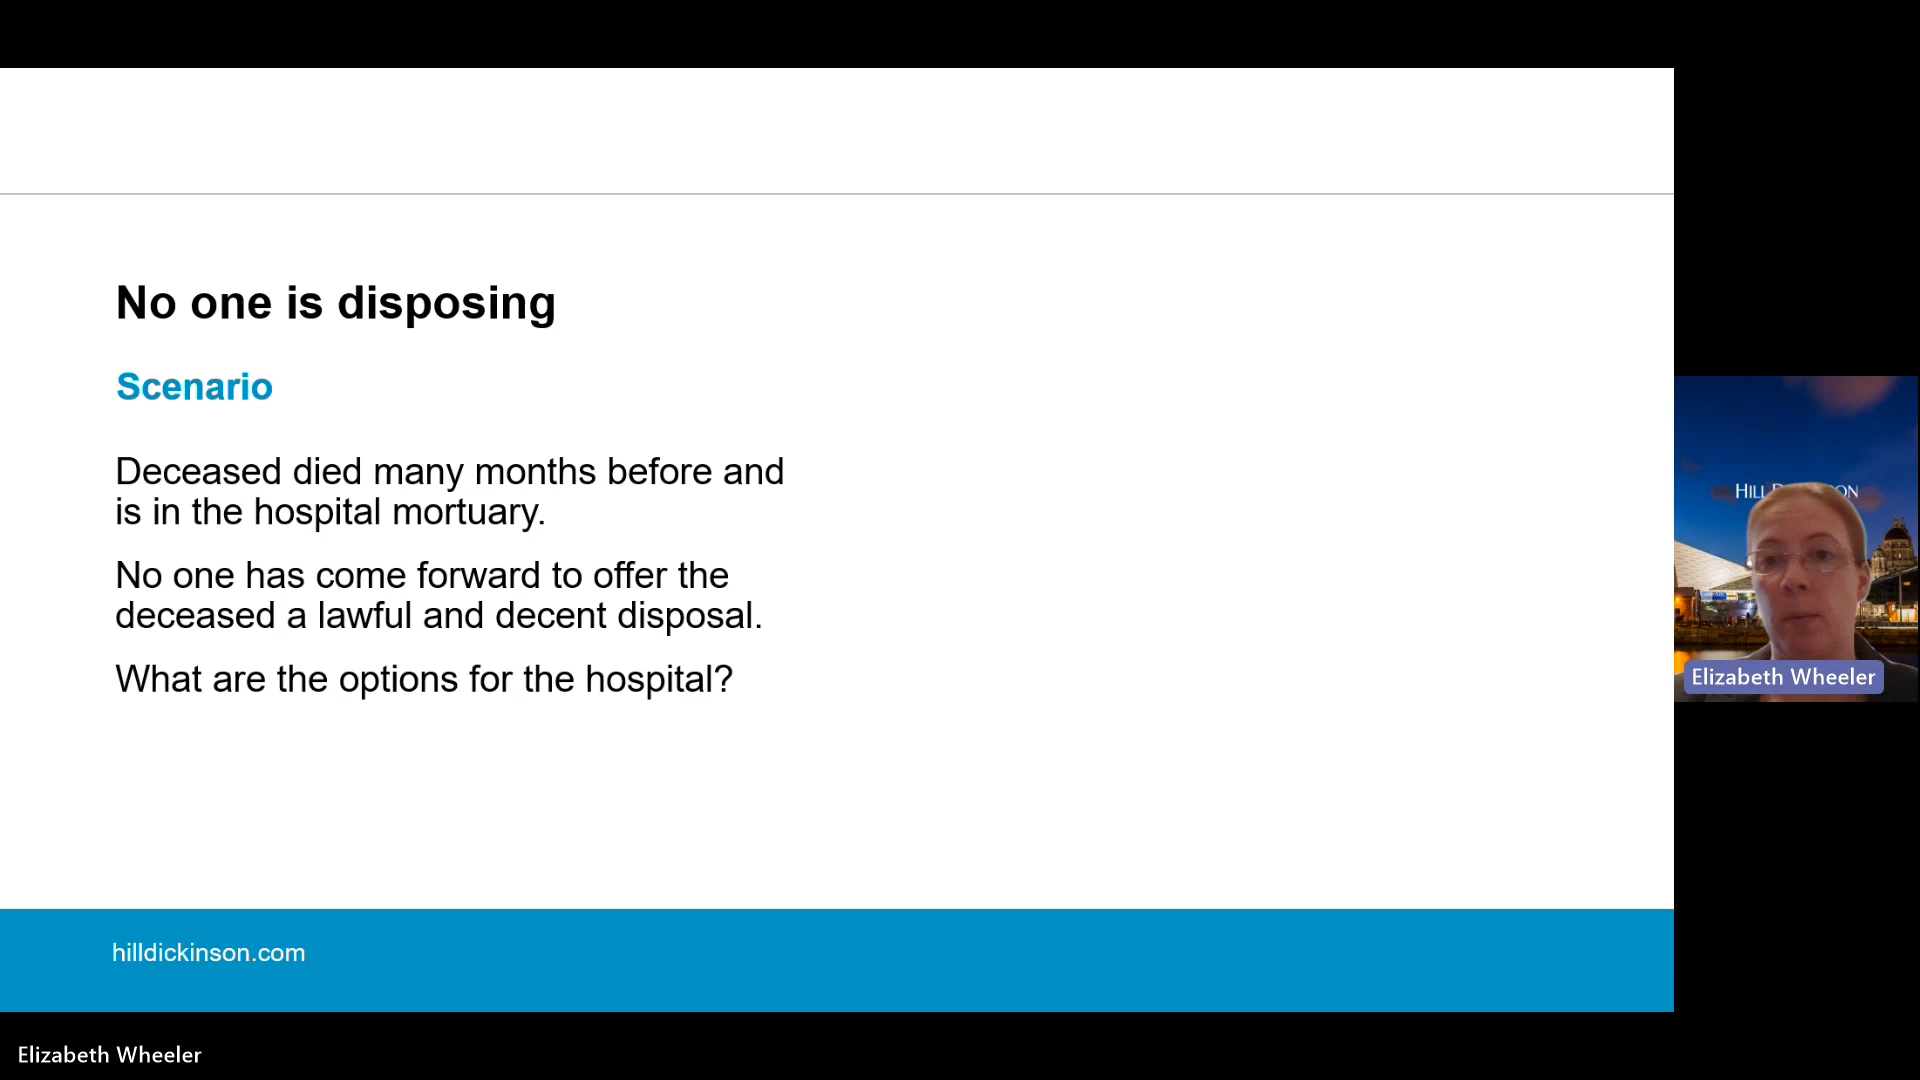 No one is disposing
Scenario
Deceased died many months before and
is in the hospital mortuary.
No one has come forward to offer the
deceased a lawful and decent disposal.
What are the options for the hospital?
hilldickinson.com
HILL
Elizabeth Wheeler
Elizabeth Wheeler